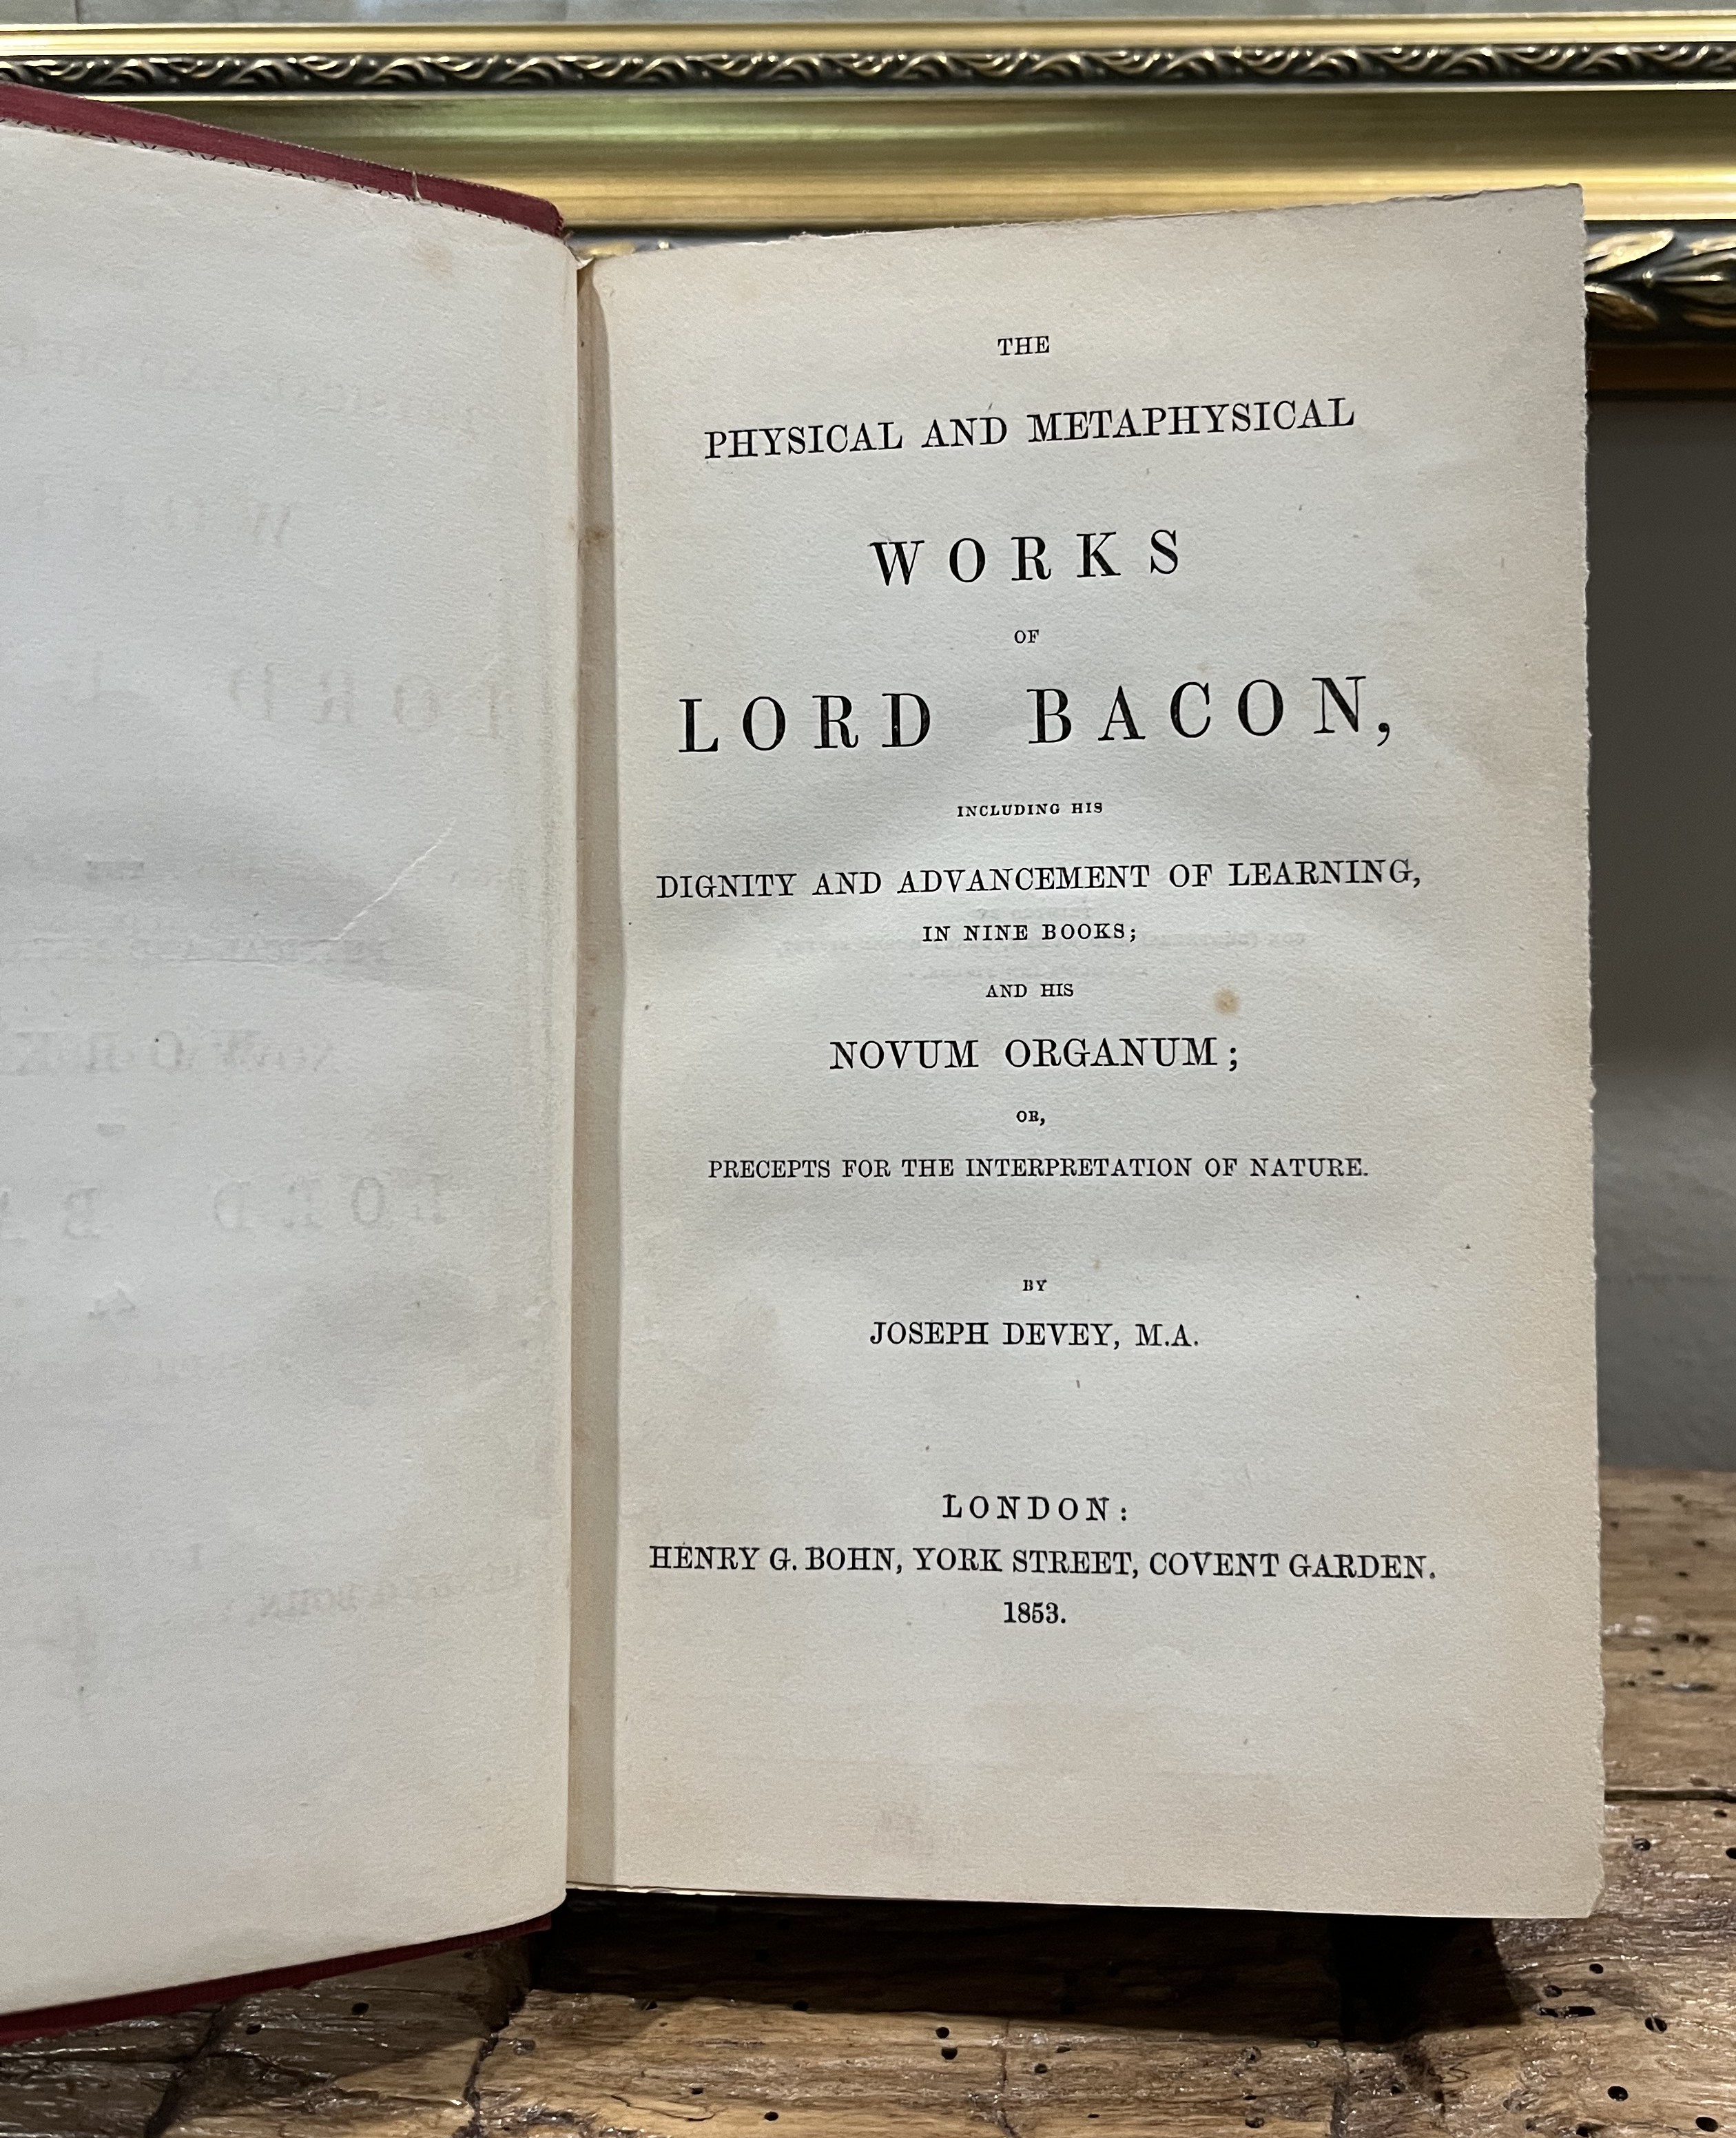 THE
PHYSICAL AND METAPHYSICAL
WORKS
OF
LORD BACON,
INCLUDING HIS
DIGNITY AND ADVANCEMENT OF LEARNING,
IN NINE BOOKS;
AND HIS
NOVUM ORGANUM;
OR,
PRECEPTS FOR THE INTERPRETATION OF NATURE.
BY
JOSEPH DEVEY, M.A.
LONDON:
HENRY G. BOHN, YORK STREET, COVENT GARDEN.
1853.